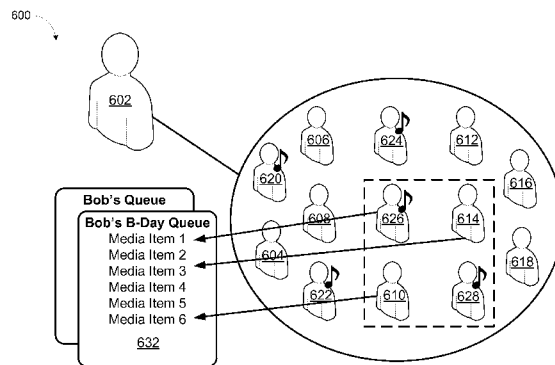 600
602
606
624
612
620
616
608
626
614
604
618
622
610
628
Bob's Queue
Bob's B-Day Queue
Media Item 1
Media Item 2
Media Item 3
Media Item 4
Media Item 5
Media Item 6
632